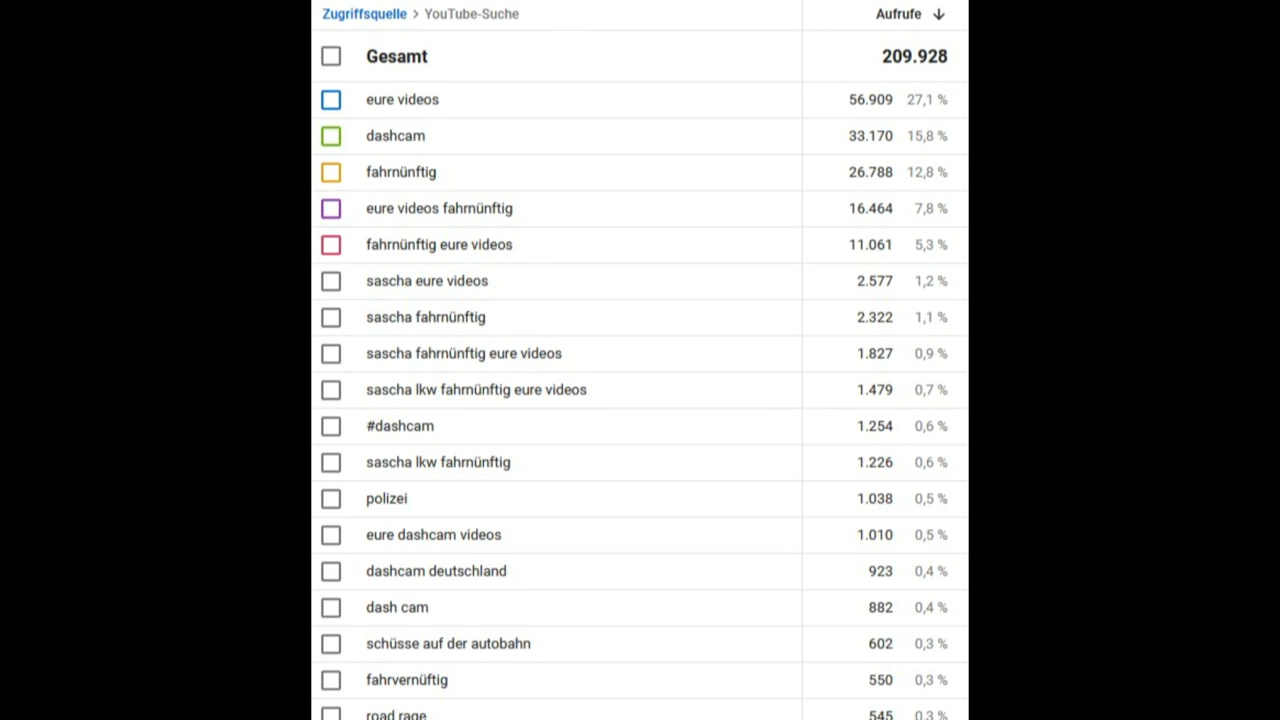 Zugriffsquelle > YouTube-Suche Aufrufe ↓
Gesamt 209.928
eure videos 56.909 27,1 %
dashcam 33.170 15,8 %
fahrnünftig 26.788 12,8 %
eure videos fahrnünftig 16.464 7,8 %
fahrnünftig eure videos 11.061 5,3 %
sascha eure videos 2.577 1,2 %
sascha fahrnünftig 2.322 1,1 %
sascha fahrnünftig eure videos 1.827 0,9 %
sascha lkw fahrnünftig eure videos 1.479 0,7 %
#dashcam 1.254 0,6 %
sascha lkw fahrnünftig 1.226 0,6 %
polizei 1.038 0,5 %
eure dashcam videos 1.010 0,5 %
dashcam deutschland 923 0,4 %
dash cam 882 0,4 %
schüsse auf der autobahn 602 0,3 %
fahrvernüftig 550 0,3 %
road rage 545 0,3 %